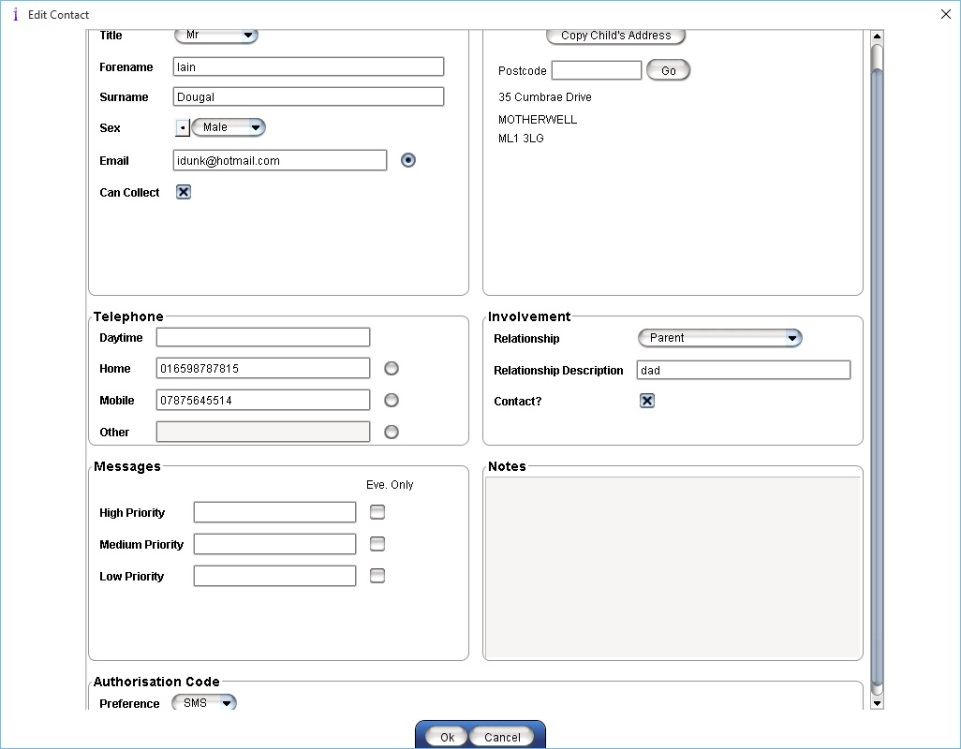 Edit Contact
Title Mr
Forename Iain
Surname Dougal
Sex Male
Email idunk@hotmail.com
Can Collect
Copy Child's Address
Postcode Go
35 Cumbrae Drive
MOTHERWELL
ML1 3LG
Telephone
Daytime
Home 016598787815
Mobile 07875645514
Other
Involvement
Relationship Parent
Relationship Description dad
Contact?
Messages
Eve. Only
High Priority
Medium Priority
Low Priority
Notes
Authorisation Code
Preference SMS
Ok Cancel